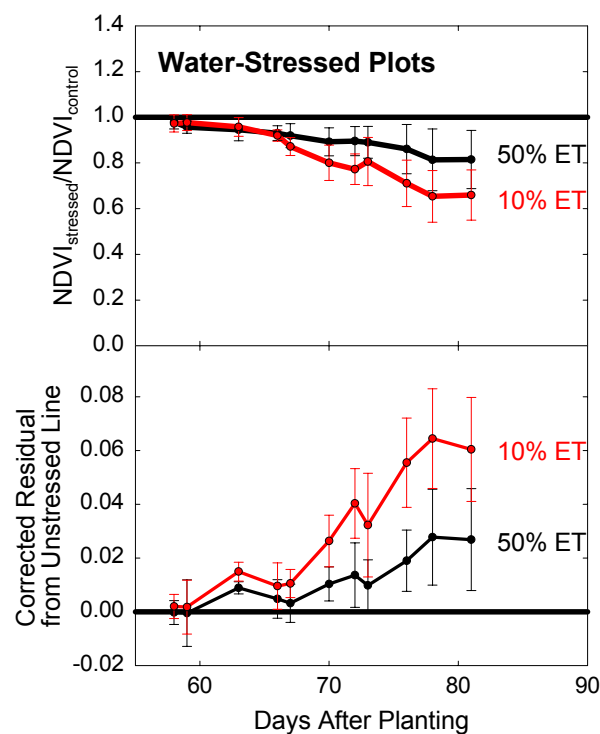 Water-Stressed Plots
NDVIstressed/NDVIcontrol
1.4
1.2
1.0
0.8
0.6
0.4
0.2
0.0
50% ET
10% ET
Corrected Residual
from Unstressed Line
0.08
0.06
0.04
0.02
0.00
-0.02
10% ET
50% ET
60
70
80
90
Days After Planting